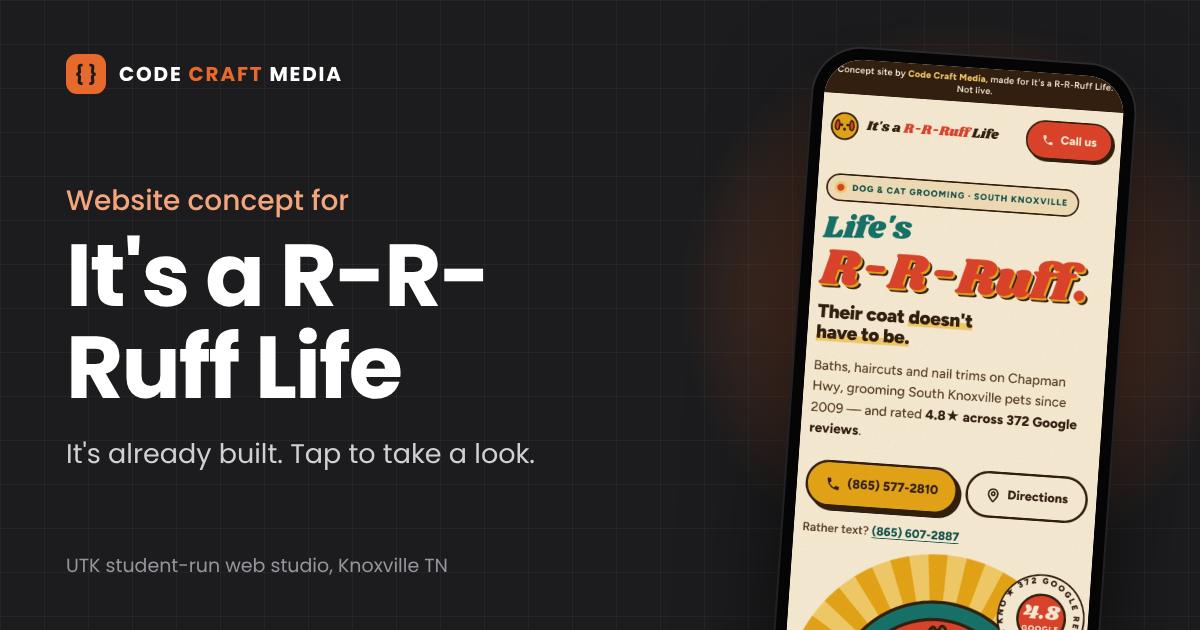 { } CODE CRAFT MEDIA
Website concept for
It's a R-R-
Ruff Life
It's already built. Tap to take a look.
UTK student-run web studio, Knoxville TN
Concept site by Code Craft Media, made for It's a R-R-Ruff Life.
Not live.
It's a R-R-Ruff Life
Call us
DOG & CAT GROOMING · SOUTH KNOXVILLE
Life's
R-R-Ruff.
Their coat doesn't
have to be.
Baths, haircuts and nail trims on Chapman
Hwy, grooming South Knoxville pets since
2009 — and rated 4.8★ across 372 Google
reviews.
(865) 577-2810
Directions
Rather text? (865) 607-2887
★ 372 GOOGLE
4.8
GOOGLE